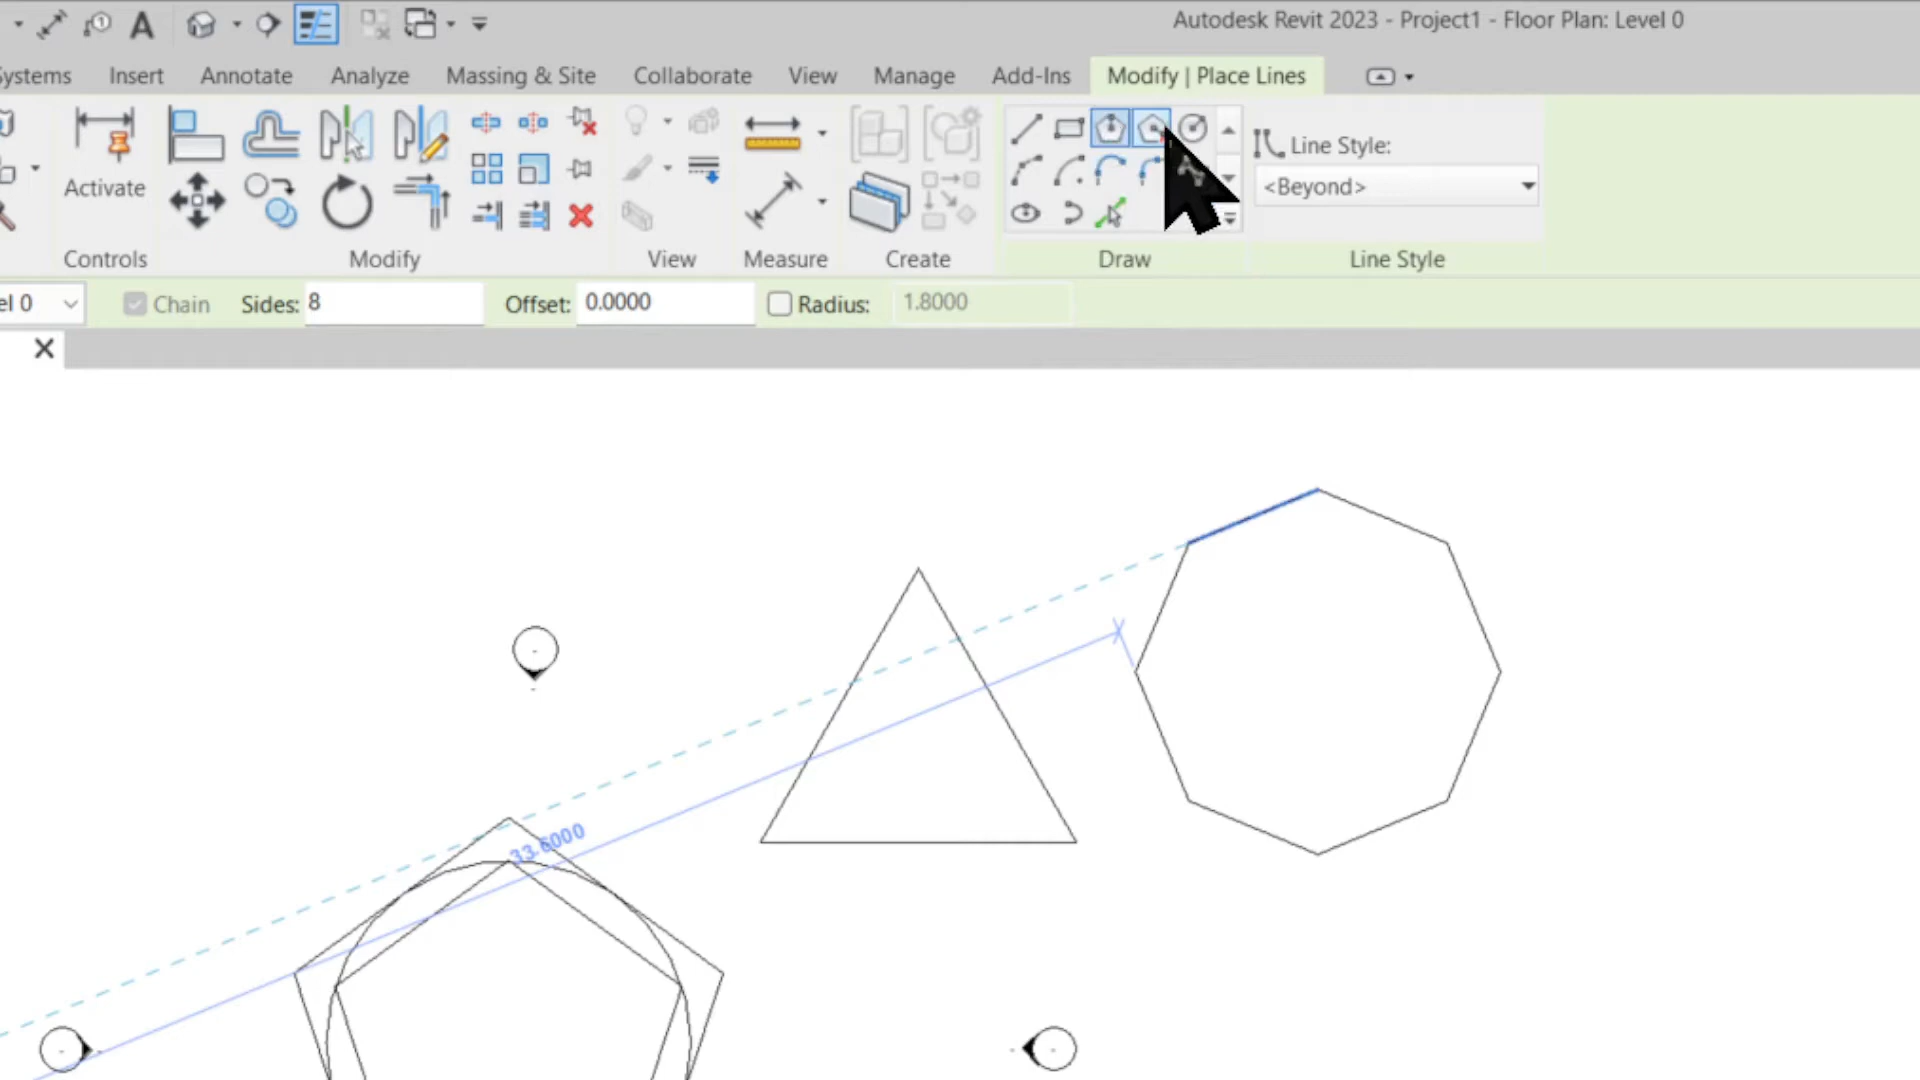 Autodesk Revit 2023 - Project1 - Floor Plan: Level 0
Systems Insert Annotate Analyze Massing & Site Collaborate View Manage Add-Ins Modify | Place Lines
Activate
Line Style:
<Beyond>
Controls Modify View Measure Create Draw Line Style
el 0 Chain Sides: 8 Offset: 0.0000 Radius: 1.8000
33.6000